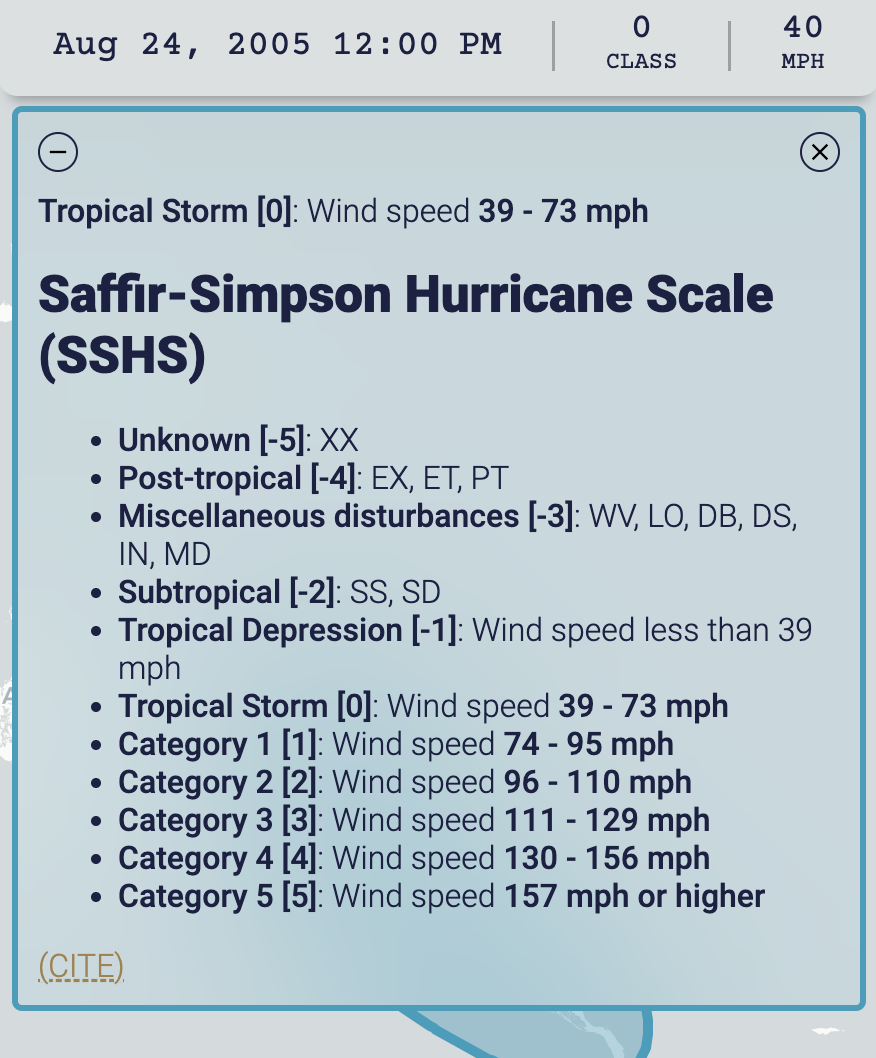 Aug 24, 2005 12:00 PM
0
CLASS
40
MPH
Tropical Storm [0]: Wind speed 39 - 73 mph
Saffir-Simpson Hurricane Scale
(SSHS)
• Unknown [-5]: XX
• Post-tropical [-4]: EX, ET, PT
• Miscellaneous disturbances [-3]: WV, LO, DB, DS,
IN, MD
• Subtropical [-2]: SS, SD
• Tropical Depression [-1]: Wind speed less than 39
mph
• Tropical Storm [0]: Wind speed 39 - 73 mph
• Category 1 [1]: Wind speed 74 - 95 mph
• Category 2 [2]: Wind speed 96 - 110 mph
• Category 3 [3]: Wind speed 111 - 129 mph
• Category 4 [4]: Wind speed 130 - 156 mph
• Category 5 [5]: Wind speed 157 mph or higher
(CITE)